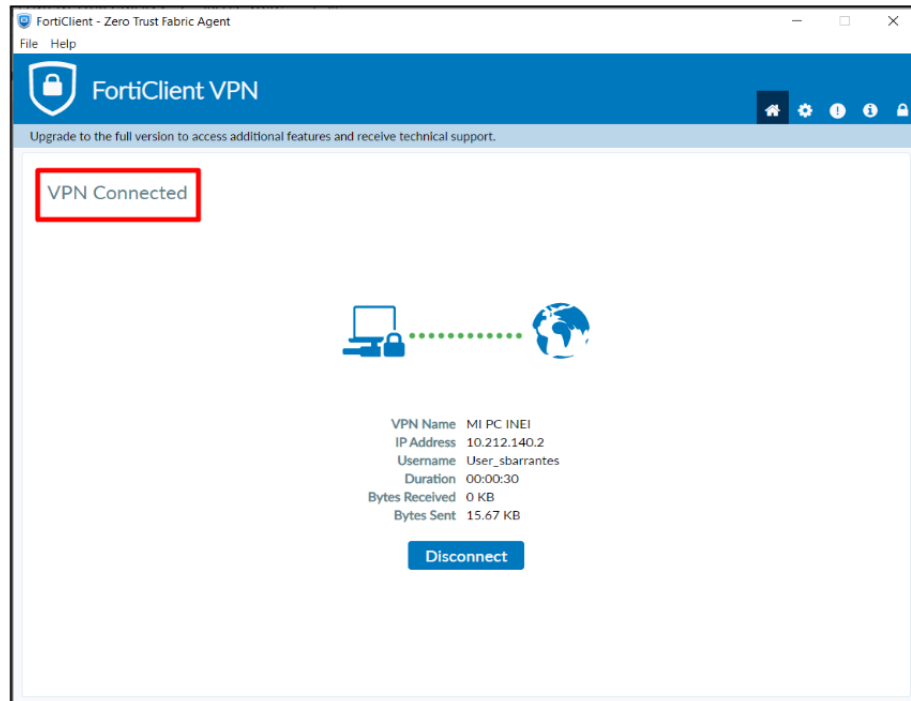 FortiClient - Zero Trust Fabric Agent
File Help
FortiClient VPN
Upgrade to the full version to access additional features and receive technical support.
VPN Connected
VPN Name MI PC INEI
IP Address 10.212.140.2
Username User_sbarrantes
Duration 00:00:30
Bytes Received 0 KB
Bytes Sent 15.67 KB
Disconnect